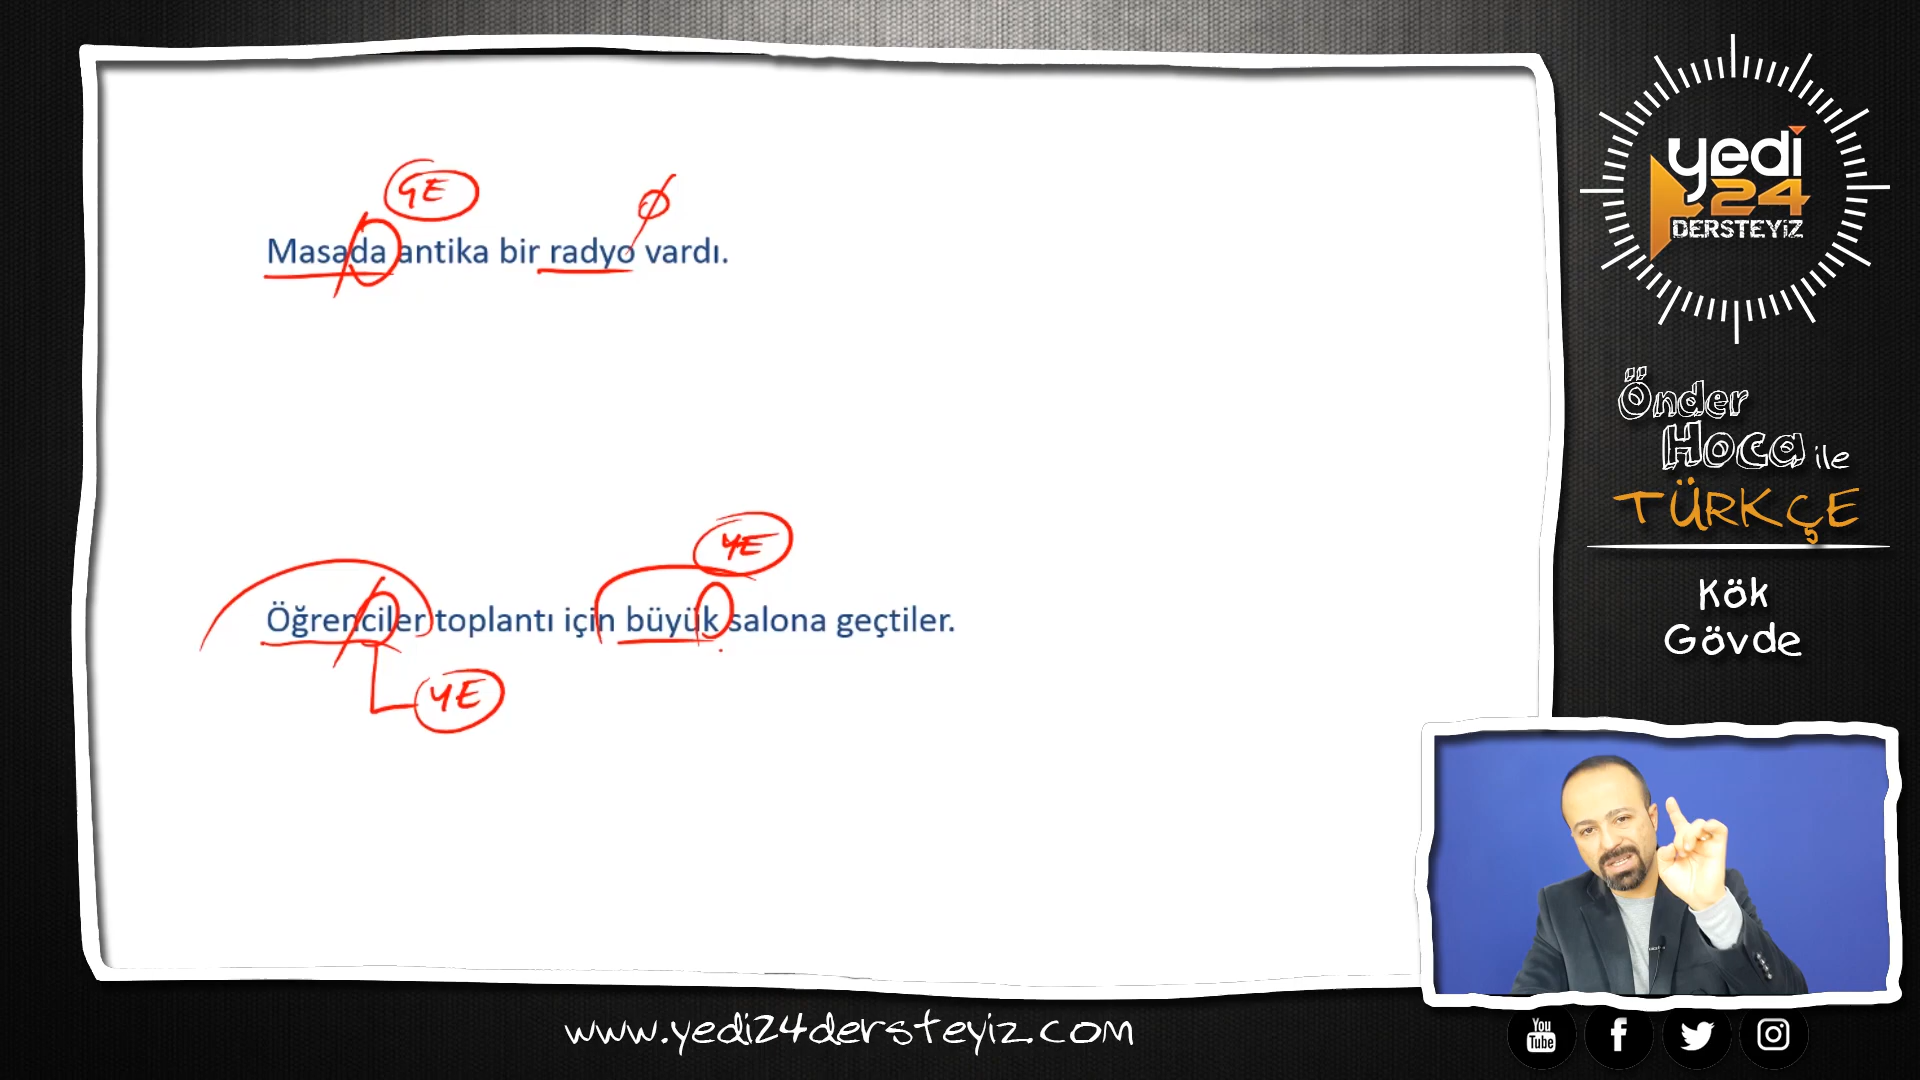 GE
Masada antika bir radyo vardı.
YE
Öğrenciler toplantı için büyük salona geçtiler.
YE
yedi
24
DERSTEYİZ
Önder
Hoca ile
TÜRKÇE
Kök
Gövde
www.yedi24dersteyiz.com
You
Tube